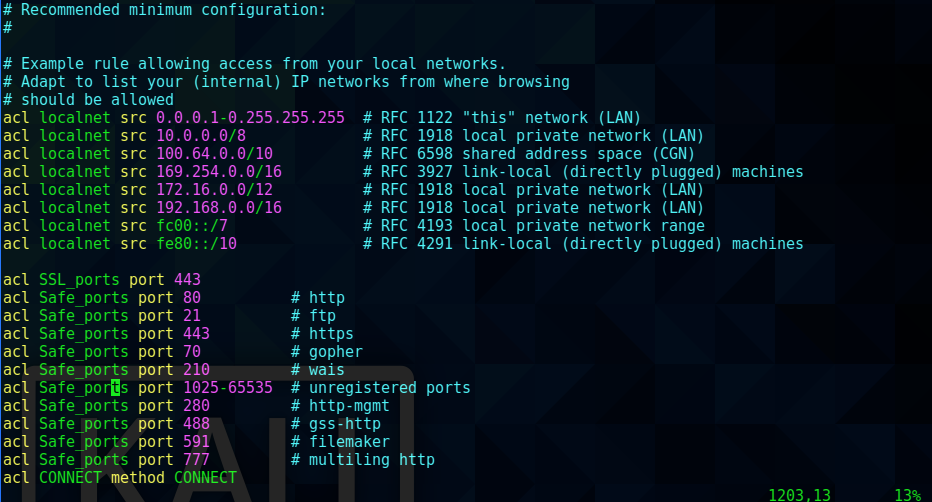 # Recommended minimum configuration:
#
# Example rule allowing access from your local networks.
# Adapt to list your (internal) IP networks from where browsing
# should be allowed
acl localnet src 0.0.0.1-0.255.255.255  # RFC 1122 "this" network (LAN)
acl localnet src 10.0.0.0/8             # RFC 1918 local private network (LAN)
acl localnet src 100.64.0.0/10          # RFC 6598 shared address space (CGN)
acl localnet src 169.254.0.0/16         # RFC 3927 link-local (directly plugged) machines
acl localnet src 172.16.0.0/12          # RFC 1918 local private network (LAN)
acl localnet src 192.168.0.0/16         # RFC 1918 local private network (LAN)
acl localnet src fc00::/7               # RFC 4193 local private network range
acl localnet src fe80::/10              # RFC 4291 link-local (directly plugged) machines
acl SSL_ports port 443
acl Safe_ports port 80          # http
acl Safe_ports port 21          # ftp
acl Safe_ports port 443         # https
acl Safe_ports port 70          # gopher
acl Safe_ports port 210         # wais
acl Safe_ports port 1025-65535  # unregistered ports
acl Safe_ports port 280         # http-mgmt
acl Safe_ports port 488         # gss-http
acl Safe_ports port 591         # filemaker
acl Safe_ports port 777         # multiling http
acl CONNECT method CONNECT
1203,13       13%
KALI